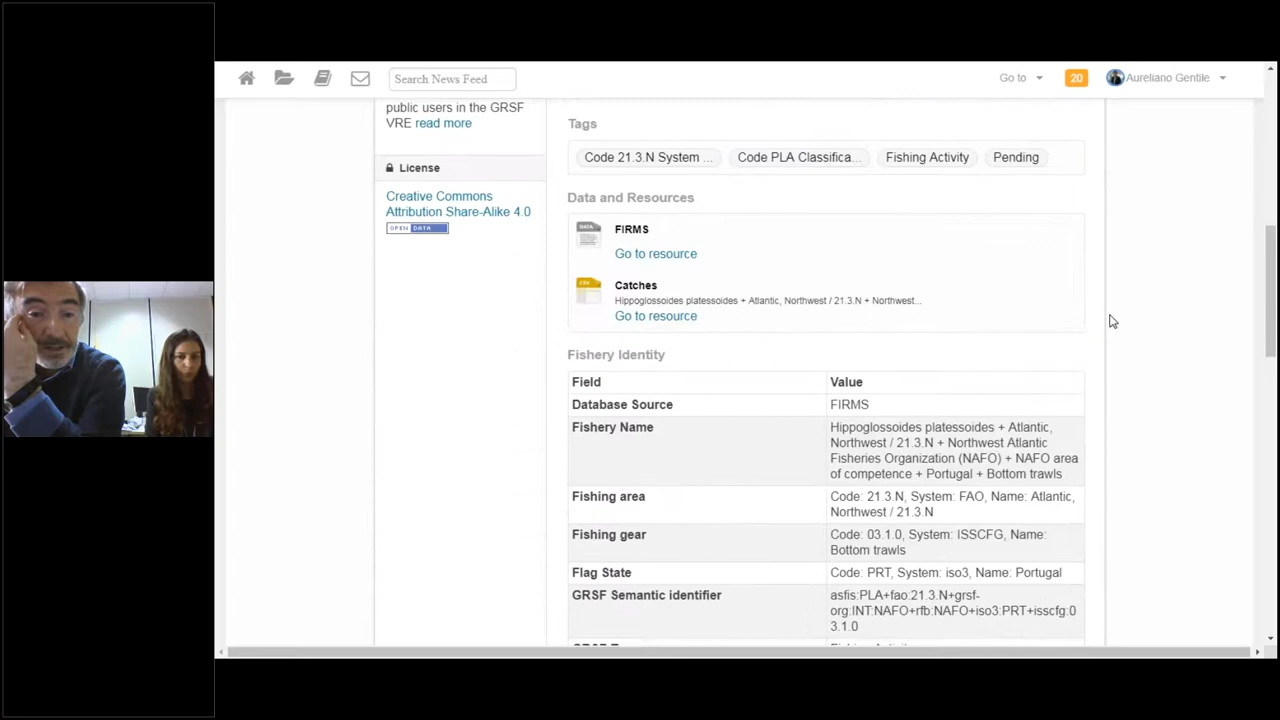 Search News Feed
Go to
20
Aureliano Gentile
public users in the GRSF
VRE read more
License
Creative Commons
Attribution Share-Alike 4.0
OPEN DATA
Tags
Code 21.3.N System ...
Code PLA Classifica...
Fishing Activity
Pending
Data and Resources
DATA
FIRMS
Go to resource
CSV
Catches
Hippoglossoides platessoides + Atlantic, Northwest / 21.3.N + Northwest...
Go to resource
Fishery Identity
Field Value
Database Source FIRMS
Fishery Name Hippoglossoides platessoides + Atlantic,
Northwest / 21.3.N + Northwest Atlantic
Fisheries Organization (NAFO) + NAFO area
of competence + Portugal + Bottom trawls
Fishing area Code: 21.3.N, System: FAO, Name: Atlantic,
Northwest / 21.3.N
Fishing gear Code: 03.1.0, System: ISSCFG, Name:
Bottom trawls
Flag State Code: PRT, System: iso3, Name: Portugal
GRSF Semantic identifier asfis:PLA+fao:21.3.N+grsf-
org:INT:NAFO+rfb:NAFO+iso3:PRT+isscfg:0
3.1.0